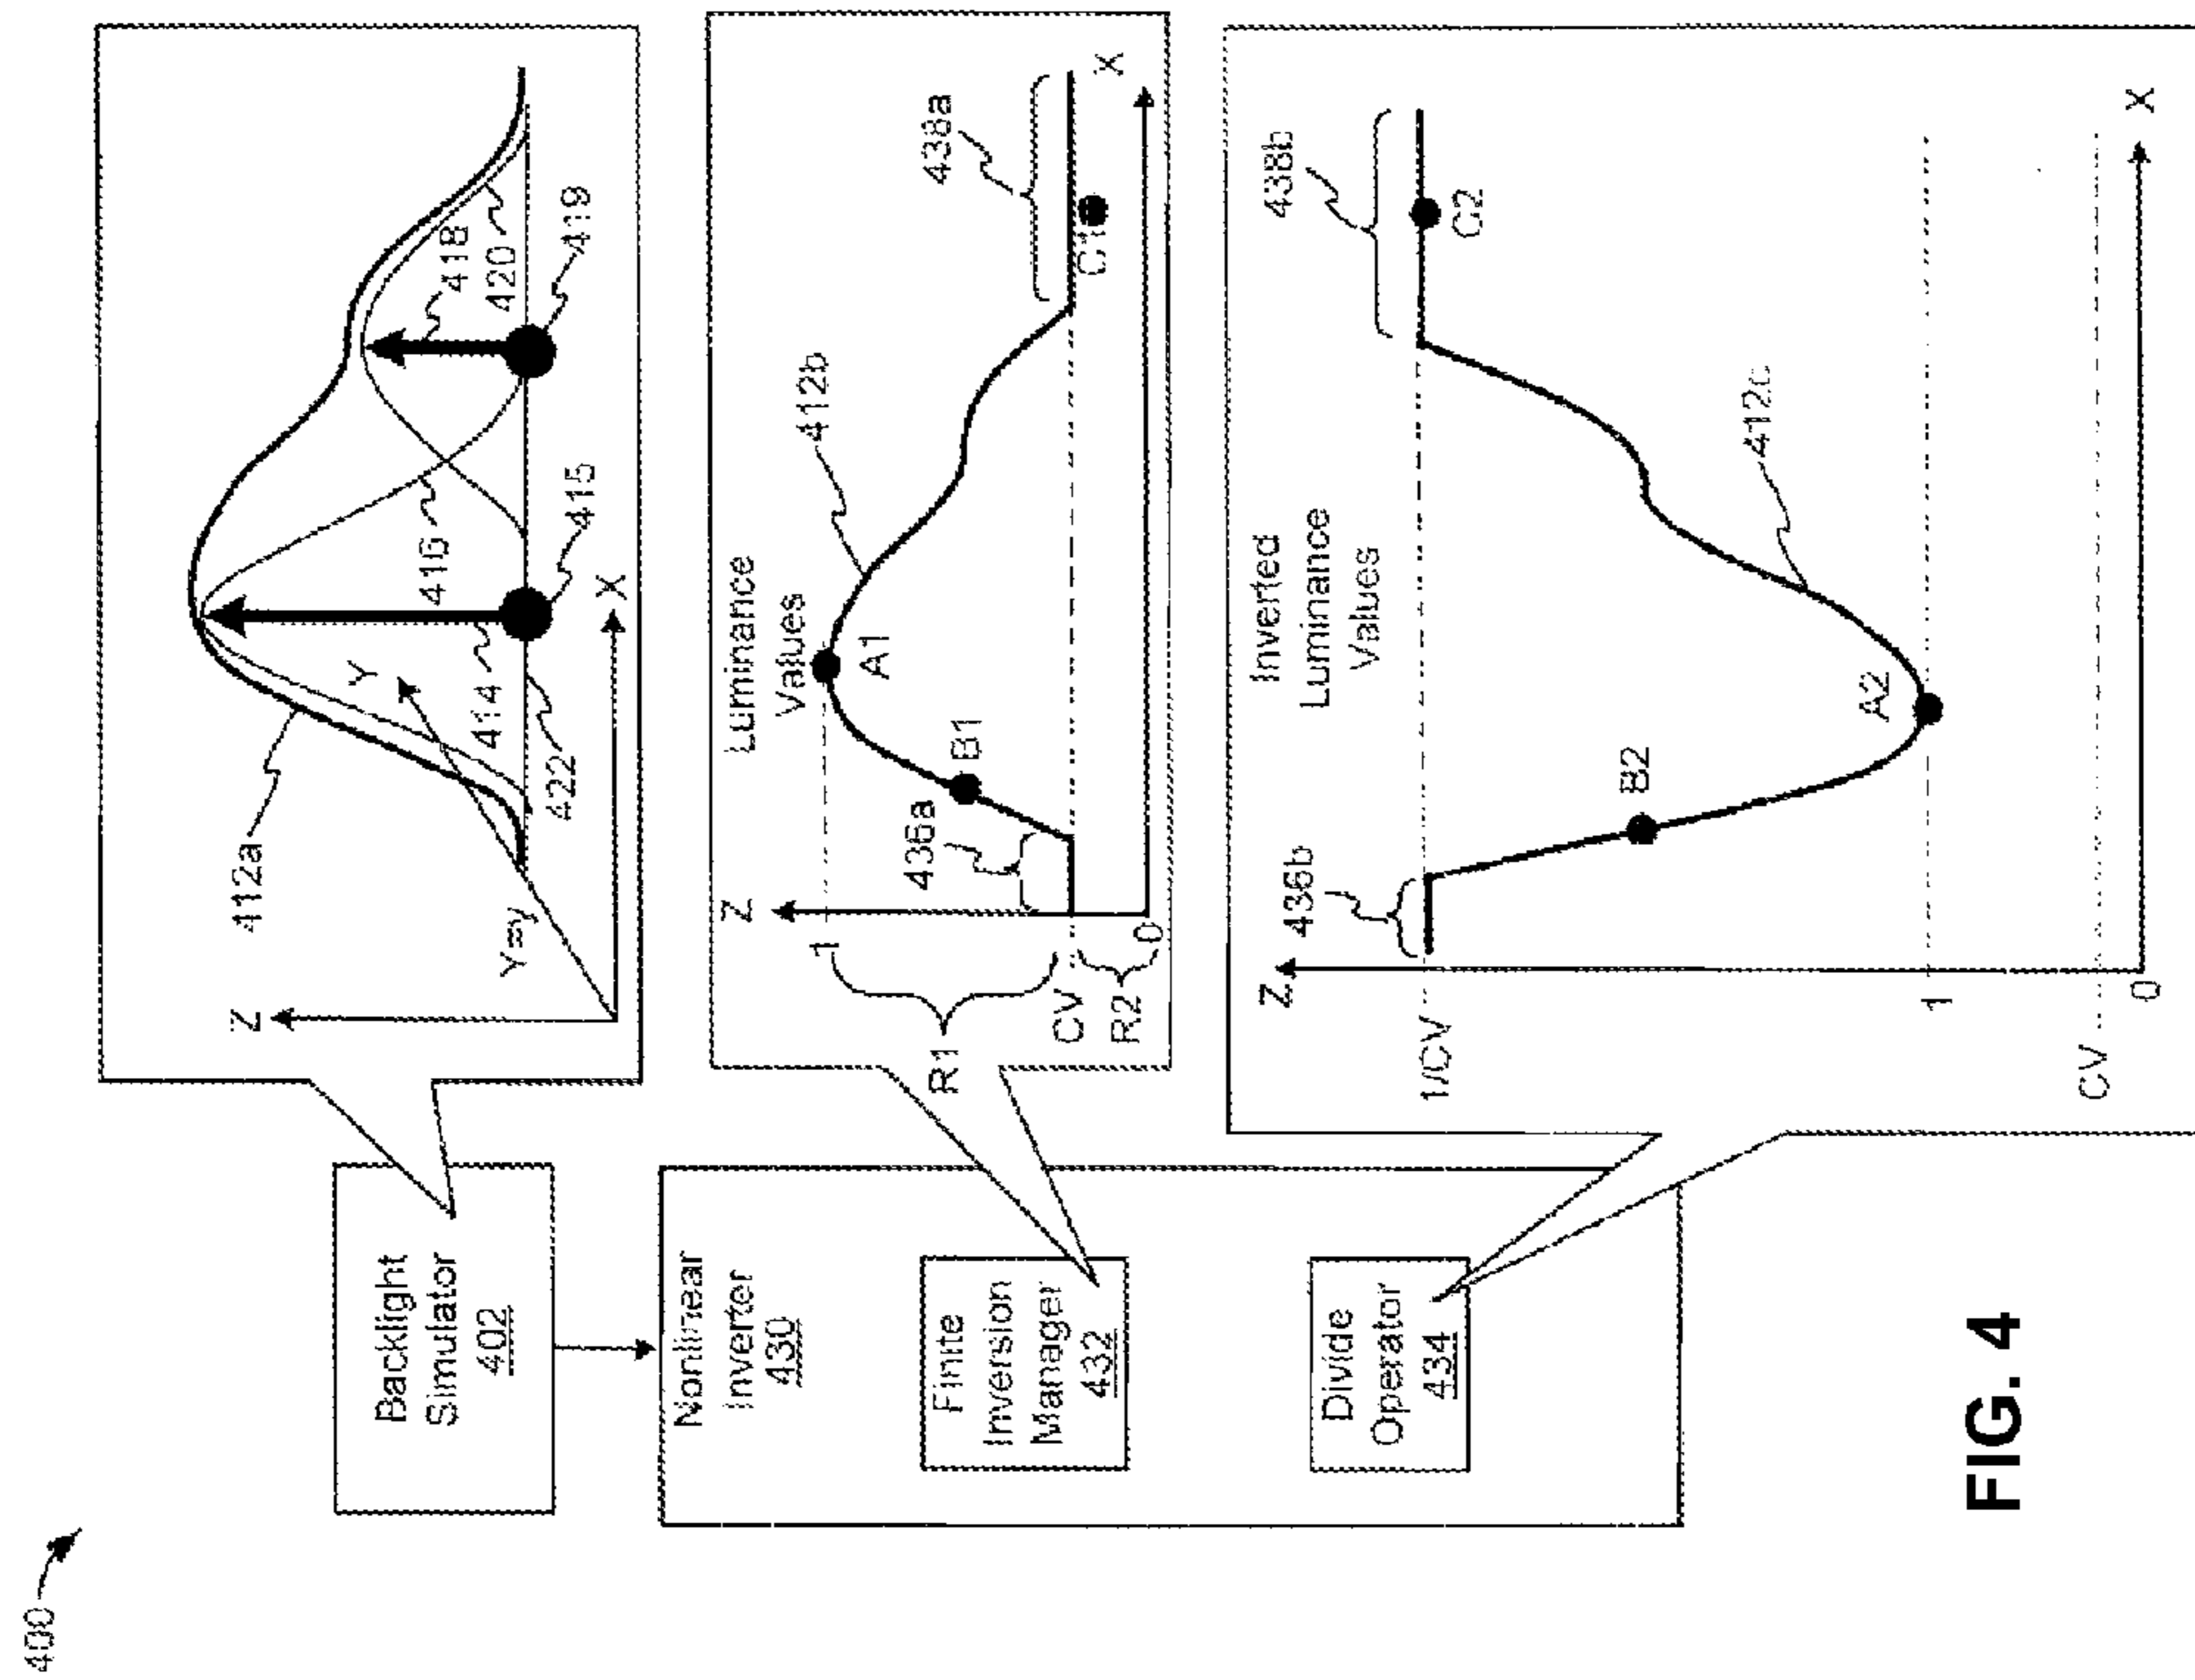 400
Backlight
Simulator
402
Nonlinear
Inverter
430
Finite
Inversion
Manager
432
Divide
Operator
434
Z
412a
Y=y
Y
422
414
416
X
415
418
420
419
Luminance
Values
Z
1
R1
CV
R2
0
436a
B1
A1
412b
438a
C1
X
Inverted
Luminance
Values
Z
1/CV
1
CV
0
436b
B2
A2
412c
438b
C2
X
FIG. 4